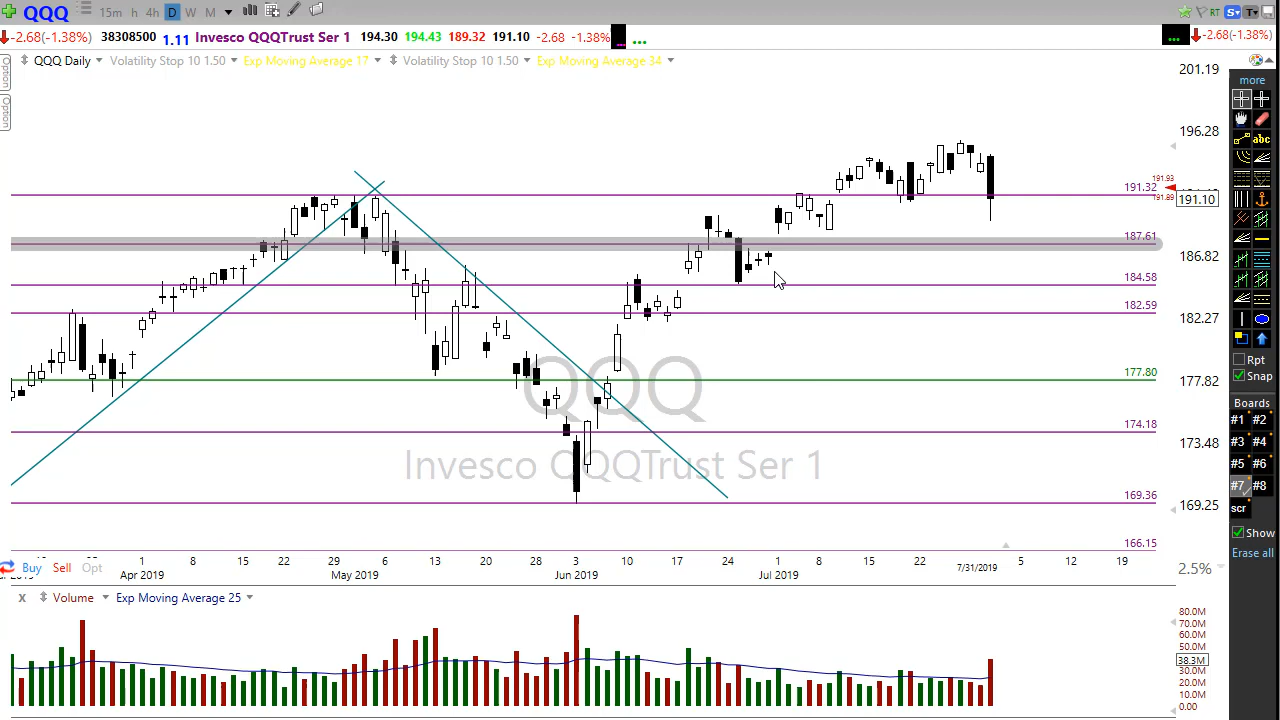 QQQ 15m h 4h D W M RT S T
-2.68(-1.38%) 38308500 1.11 Invesco QQQTrust Ser 1 194.30 194.43 189.32 191.10 -2.68 -1.38% ... ... -2.68(-1.38%)
QQQ Daily Volatility Stop 10 1.50 Exp Moving Average 17 Volatility Stop 10 1.50 Exp Moving Average 34
Option
Option
201.19
196.28
191.93
191.32
191.89
191.10
187.61
186.82
184.58
182.59
182.27
177.80
177.82
174.18
173.48
169.36
169.25
166.15
QQQ
Invesco QQQTrust Ser 1
1 8 15 22 29 6 13 20 28 10 17 24 1 8 15 22 7/31/2019 5 12 19
Apr 2019 May 2019 Jun 2019 Jul 2019
Buy Sell Opt
2.5%
X Volume Exp Moving Average 25
80.0M
70.0M
60.0M
38.3M
30.0M
20.0M
10.0M
0.00
more
abc
Rpt
Snap
Boards
#1 #2
#3 #4
#5 #6
#7 #8
scr
Show
Erase all